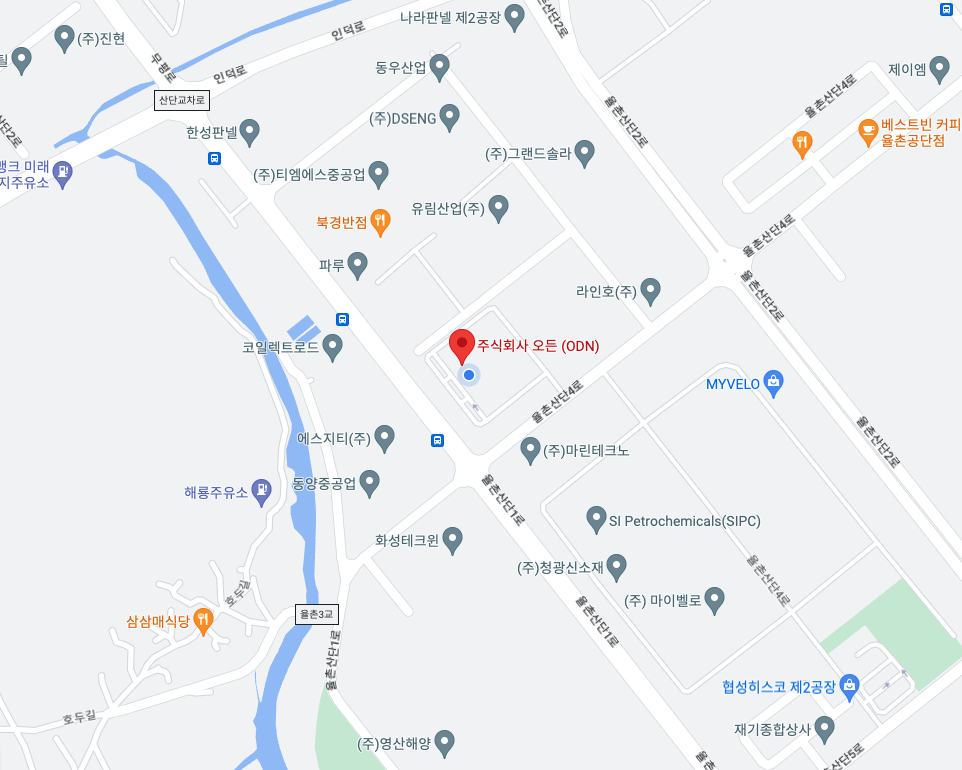 나라판넬 제2공장
율촌산단2로
(주)진현
인덕로
무평로
인덕로
동우산업
제이엠
산단교차로
율촌산단4로
율촌산단2로
한성판넬
(주)DSENG
베스트빈 커피
율촌공단점
(주)그랜드솔라
뱅크 미래
지주유소
(주)티엠에스중공업
유림산업(주)
북경반점
율촌산단4로
파루
라인호(주)
율촌산단2로
코일렉트로드
주식회사 오든 (ODN)
MYVELO
율촌산단4로
에스지티(주)
(주)마린테크노
율촌산단2로
해룡주유소
동양중공업
율촌산단1로
SI Petrochemicals(SIPC)
화성테크윈
(주)청광신소재
율촌산단4로
호두길
(주) 마이벨로
율촌3교
삼삼매식당
율촌산단1로
율촌산단1로
협성히스코 제2공장
호두길
재기종합상사
(주)영산해양
율촌산단5로